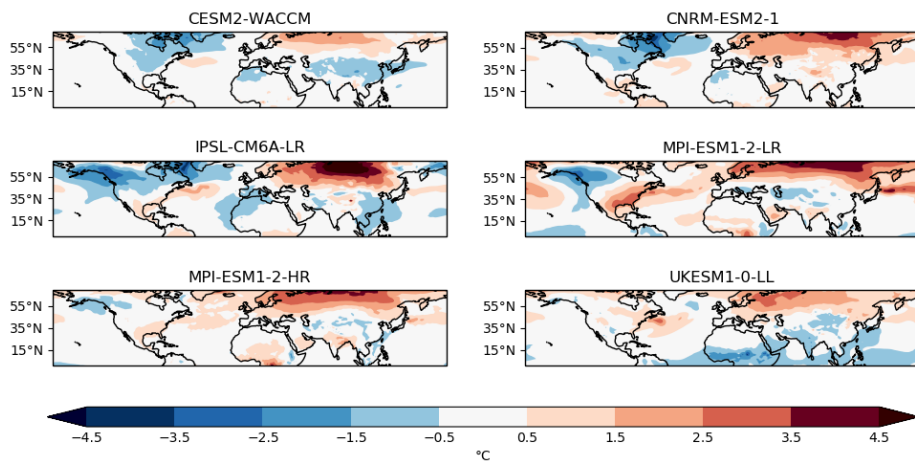 CESM2-WACCM
CNRM-ESM2-1
55°N
35°N
15°N
55°N
35°N
15°N
IPSL-CM6A-LR
MPI-ESM1-2-LR
55°N
35°N
15°N
55°N
35°N
15°N
MPI-ESM1-2-HR
UKESM1-0-LL
55°N
35°N
15°N
55°N
35°N
15°N
−4.5 −3.5 −2.5 −1.5 −0.5 0.5 1.5 2.5 3.5 4.5
°C